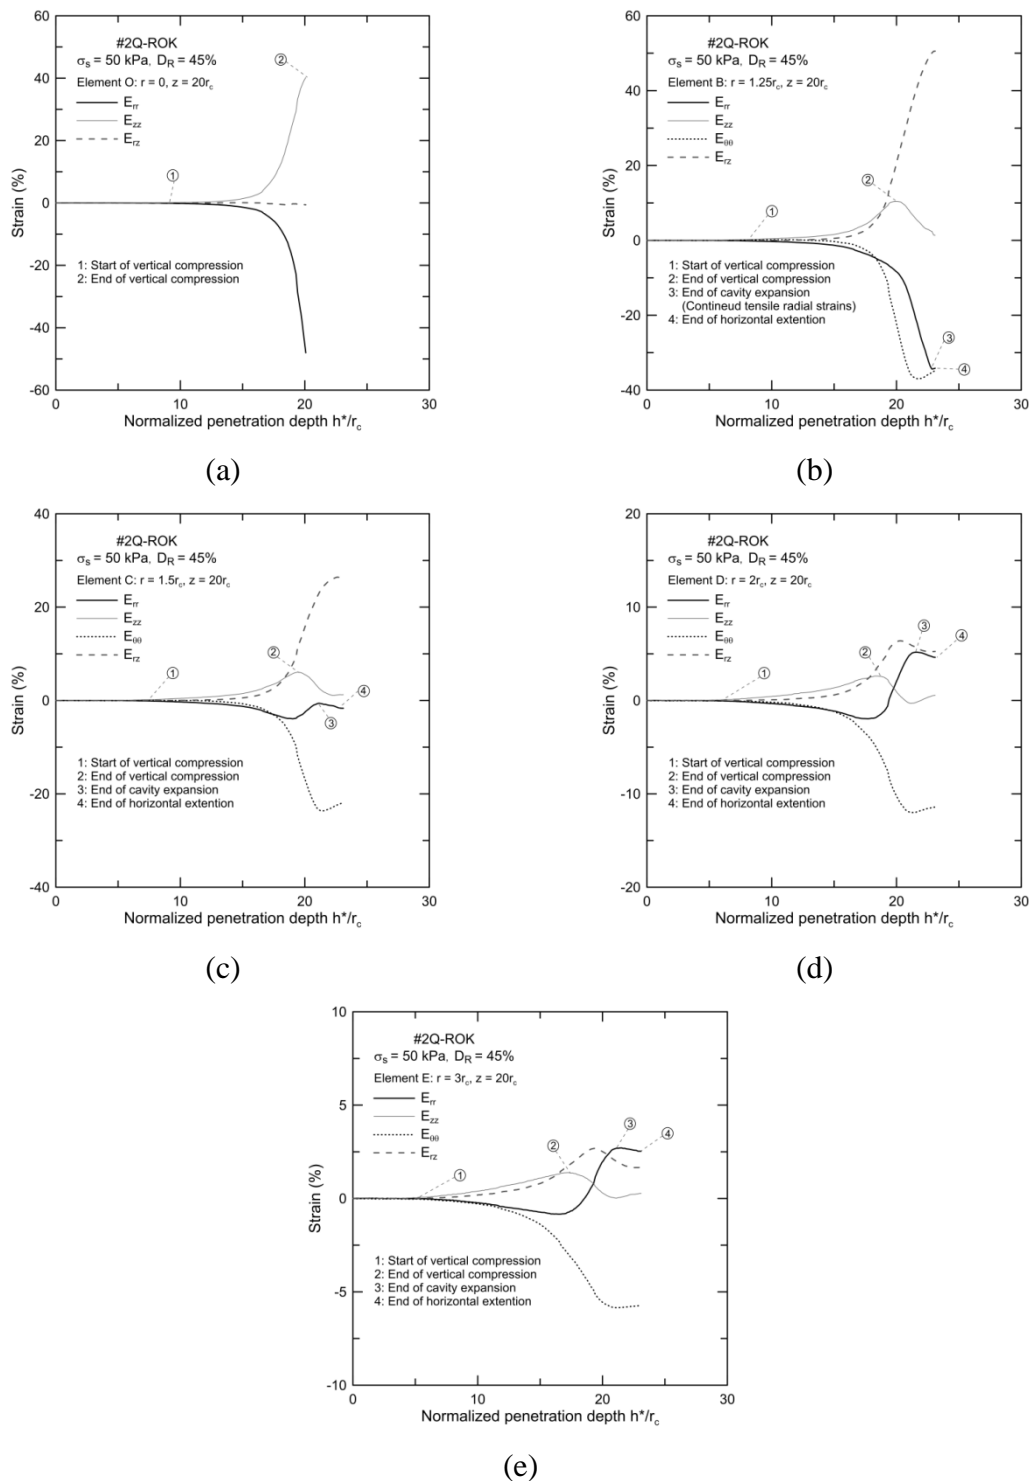 60
40
20
0
-20
-40
-60
Strain (%)
#2Q-ROK
σs = 50 kPa, DR = 45%
Element O: r = 0, z = 20rc
Err
Ezz
Erz
1
2
1: Start of vertical compression
2: End of vertical compression
0 10 20 30
Normalized penetration depth h*/rc
(a)
60
40
20
0
-20
-40
Strain (%)
#2Q-ROK
σs = 50 kPa, DR = 45%
Element B: r = 1.25rc, z = 20rc
Err
Ezz
Eθθ
Erz
1
2
3
4
1: Start of vertical compression
2: End of vertical compression
3: End of cavity expansion
(Contineud tensile radial strains)
4: End of horizontal extention
0 10 20 30
Normalized penetration depth h*/rc
(b)
40
20
0
-20
-40
Strain (%)
#2Q-ROK
σs = 50 kPa, DR = 45%
Element C: r = 1.5rc, z = 20rc
Err
Ezz
Eθθ
Erz
1
2
3
4
1: Start of vertical compression
2: End of vertical compression
3: End of cavity expansion
4: End of horizontal extention
0 10 20 30
Normalized penetration depth h*/rc
(c)
20
10
0
-10
-20
Strain (%)
#2Q-ROK
σs = 50 kPa, DR = 45%
Element D: r = 2rc, z = 20rc
Err
Ezz
Eθθ
Erz
1
2
3
4
1: Start of vertical compression
2: End of vertical compression
3: End of cavity expansion
4: End of horizontal extention
0 10 20 30
Normalized penetration depth h*/rc
(d)
10
5
0
-5
-10
Strain (%)
#2Q-ROK
σs = 50 kPa, DR = 45%
Element E: r = 3rc, z = 20rc
Err
Ezz
Eθθ
Erz
1
2
3
4
1: Start of vertical compression
2: End of vertical compression
3: End of cavity expansion
4: End of horizontal extention
0 10 20 30
Normalized penetration depth h*/rc
(e)